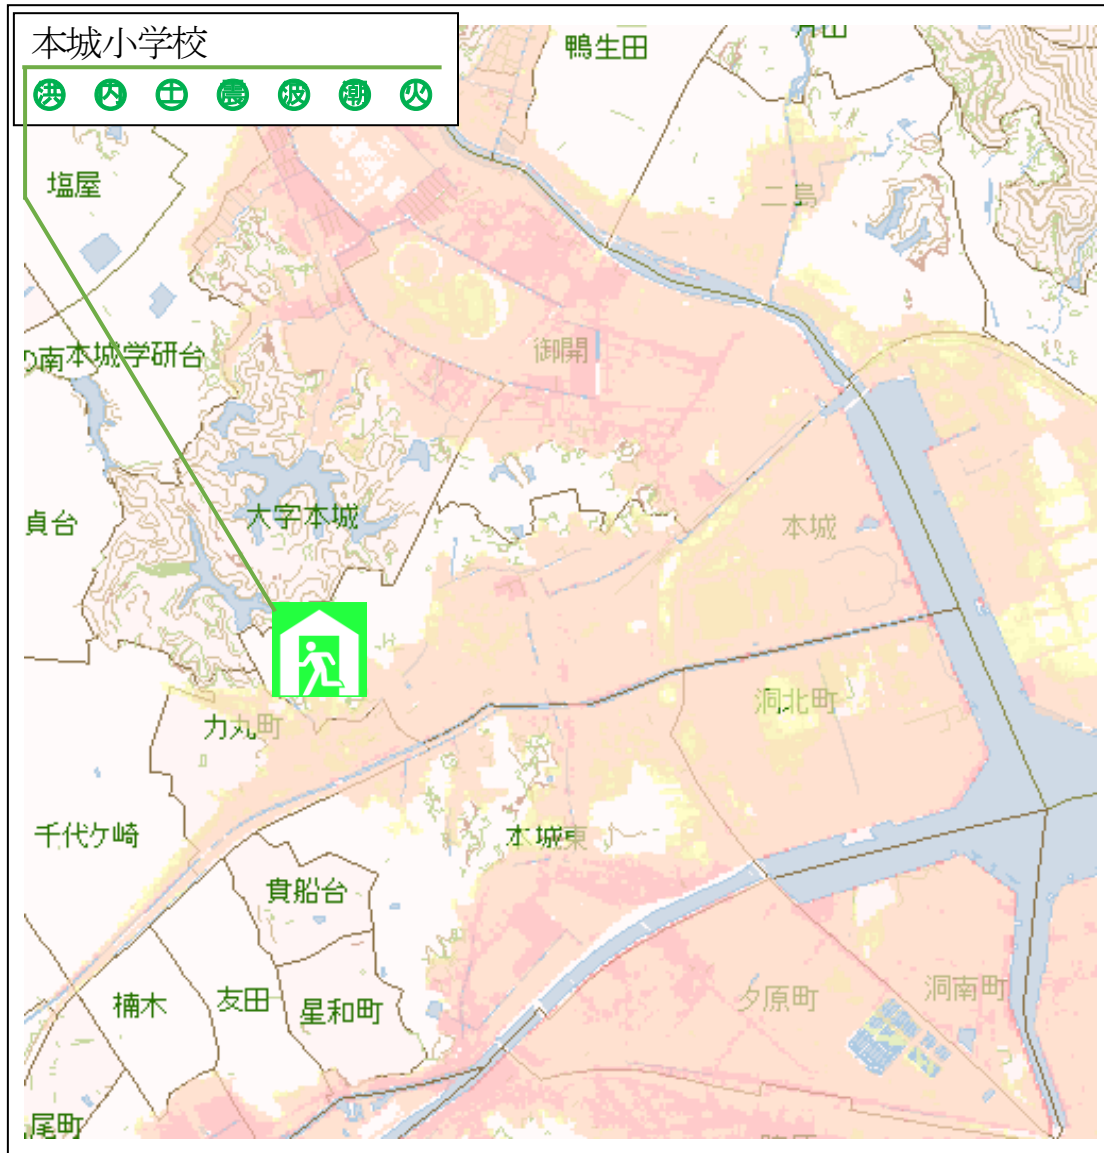 本城小学校
洪 内 土 震 波 潮 火
鴨生田
塩屋
二島
の南
本城学研台
御開
貞台
大字本城
本城
洞北町
力丸町
千代ケ崎
本城東
貴船台
楠木
友田
星和町
夕原町
洞南町
尾町